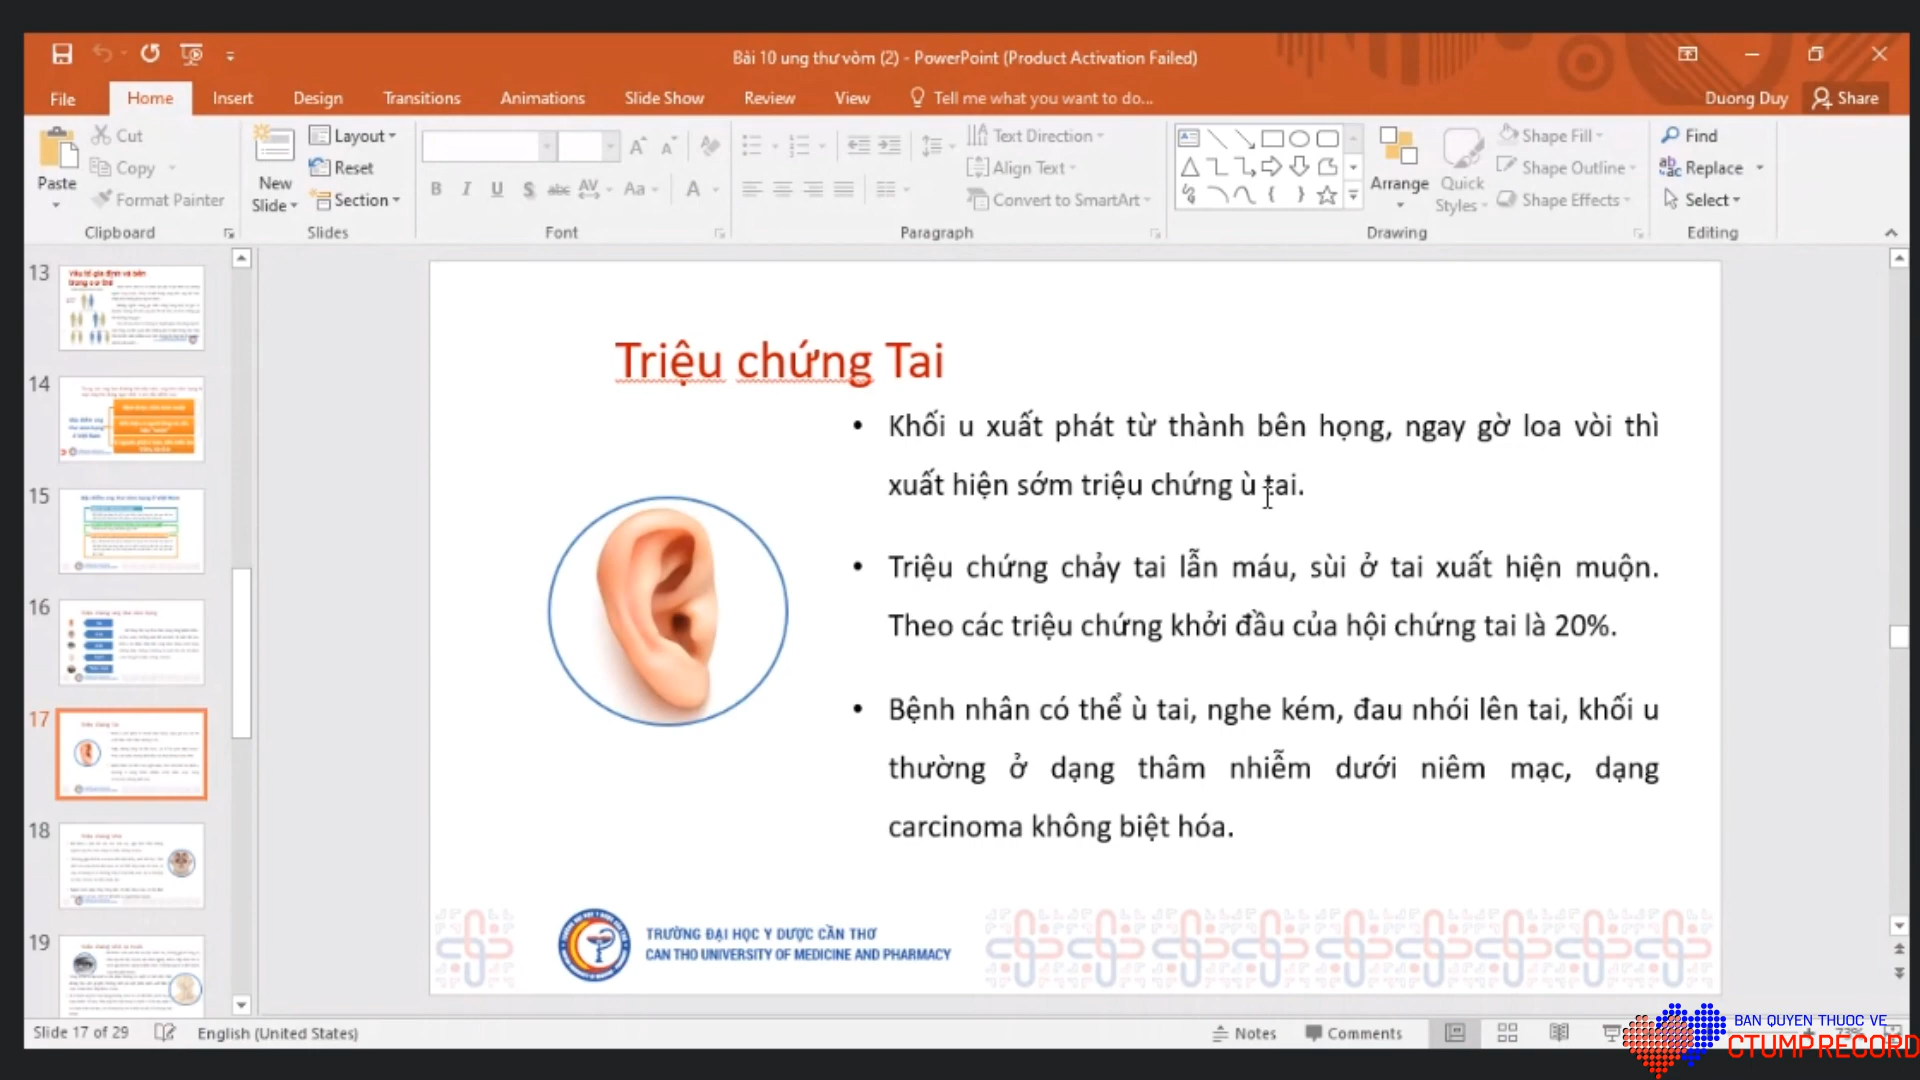 Bài 10 ung thư vòm (2) - PowerPoint (Product Activation Failed)
File Home Insert Design Transitions Animations Slide Show Review View Tell me what you want to do... Duong Duy Share
Paste Cut Copy Format Painter
Clipboard
New Slide Layout Reset Section
Slides
B I U S abc AV Aa A
Font
Text Direction
Align Text
Convert to SmartArt
Paragraph
Arrange
Quick Styles
Shape Fill
Shape Outline
Shape Effects
Drawing
Find
Replace
Select
Editing
13
14
15
16
17
18
19
Triệu chứng Tai
• Khối u xuất phát từ thành bên họng, ngay gờ loa vòi thì
xuất hiện sớm triệu chứng ù tai.
• Triệu chứng chảy tai lẫn máu, sùi ở tai xuất hiện muộn.
Theo các triệu chứng khởi đầu của hội chứng tai là 20%.
• Bệnh nhân có thể ù tai, nghe kém, đau nhói lên tai, khối u
thường ở dạng thâm nhiễm dưới niêm mạc, dạng
carcinoma không biệt hóa.
TRƯỜNG ĐẠI HỌC Y DƯỢC CẦN THƠ
CAN THO UNIVERSITY OF MEDICINE AND PHARMACY
Slide 17 of 29 English (United States) Notes Comments
BAN QUYEN THUOC VE
CTUMP RECORD